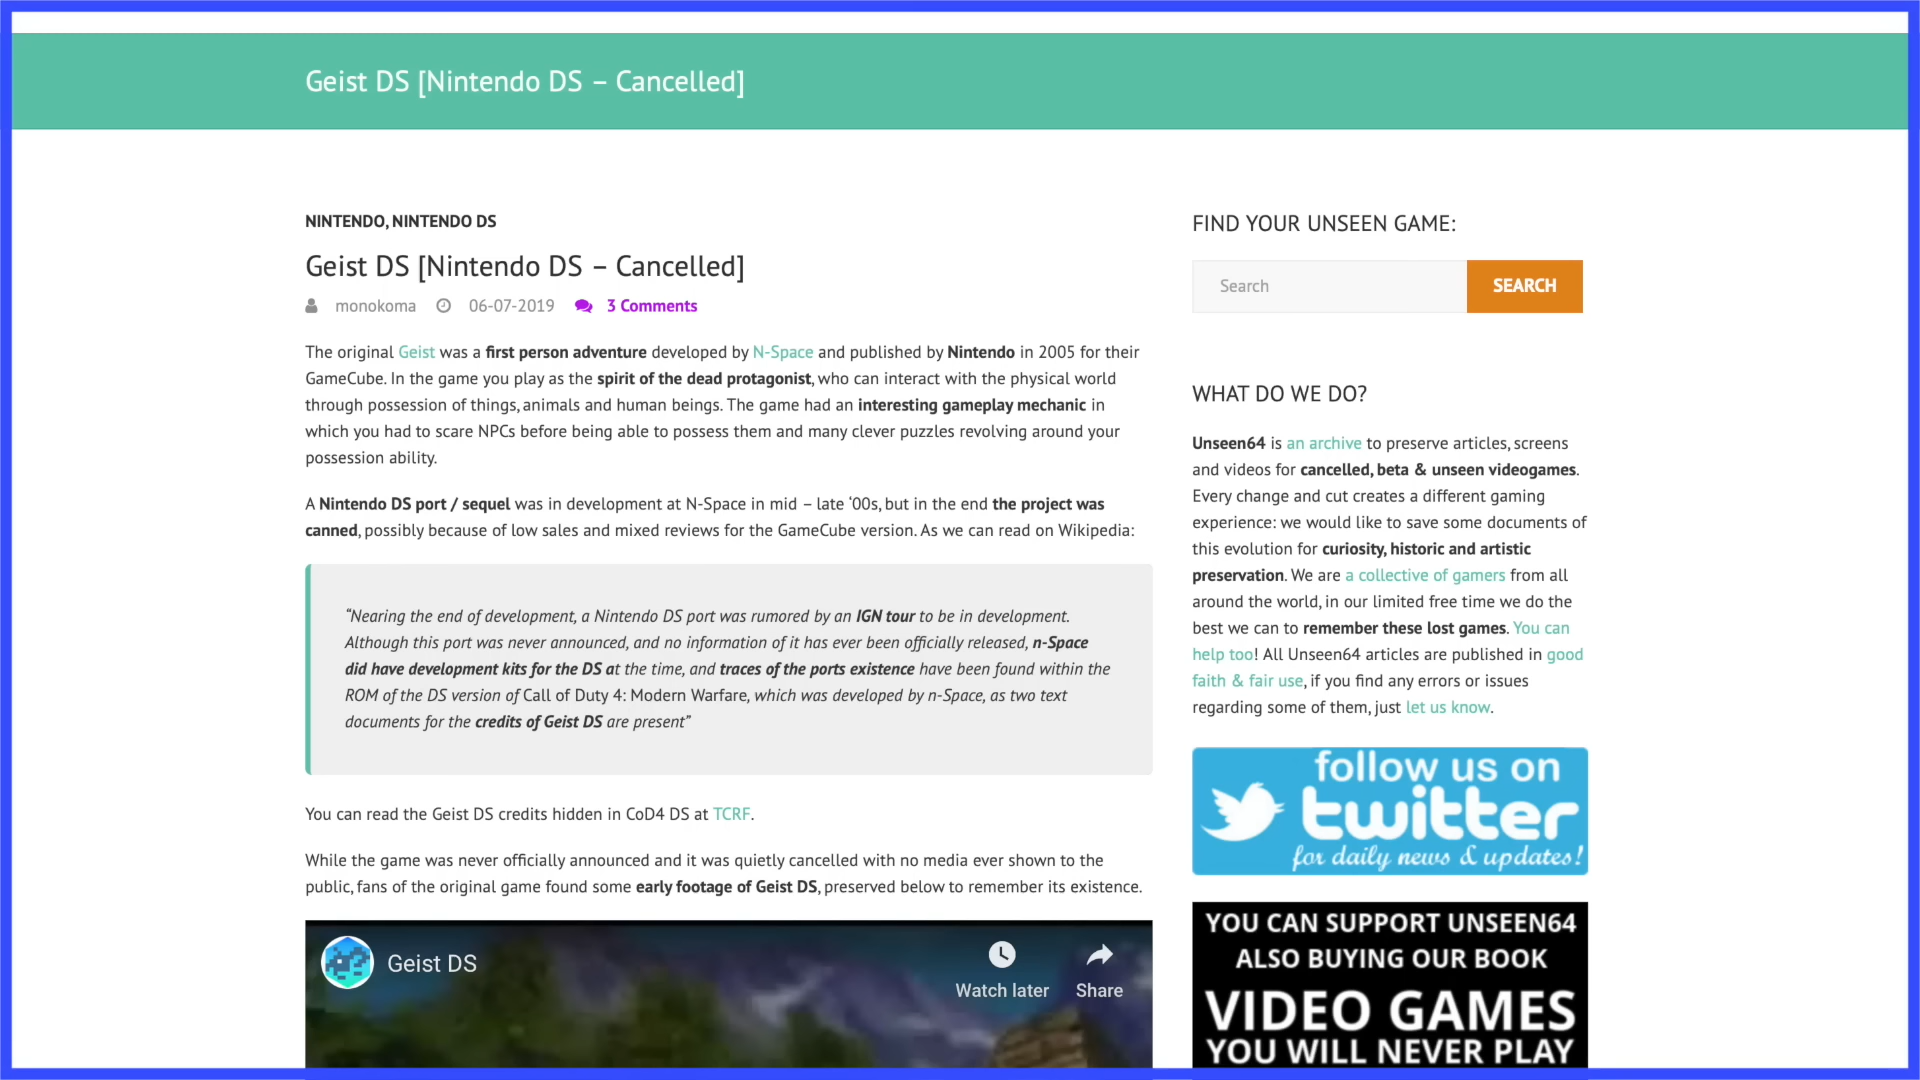 Geist DS [Nintendo DS – Cancelled]
NINTENDO, NINTENDO DS
Geist DS [Nintendo DS – Cancelled]
monokoma 06-07-2019 3 Comments
The original Geist was a first person adventure developed by N-Space and published by Nintendo in 2005 for their
GameCube. In the game you play as the spirit of the dead protagonist, who can interact with the physical world
through possession of things, animals and human beings. The game had an interesting gameplay mechanic in
which you had to scare NPCs before being able to possess them and many clever puzzles revolving around your
possession ability.
A Nintendo DS port / sequel was in development at N-Space in mid – late ‘00s, but in the end the project was
canned, possibly because of low sales and mixed reviews for the GameCube version. As we can read on Wikipedia:
“Nearing the end of development, a Nintendo DS port was rumored by an IGN tour to be in development.
Although this port was never announced, and no information of it has ever been officially released, n-Space
did have development kits for the DS at the time, and traces of the ports existence have been found within the
ROM of the DS version of Call of Duty 4: Modern Warfare, which was developed by n-Space, as two text
documents for the credits of Geist DS are present”
You can read the Geist DS credits hidden in CoD4 DS at TCRF.
While the game was never officially announced and it was quietly cancelled with no media ever shown to the
public, fans of the original game found some early footage of Geist DS, preserved below to remember its existence.
Geist DS
Watch later Share
FIND YOUR UNSEEN GAME:
Search SEARCH
WHAT DO WE DO?
Unseen64 is an archive to preserve articles, screens
and videos for cancelled, beta & unseen videogames.
Every change and cut creates a different gaming
experience: we would like to save some documents of
this evolution for curiosity, historic and artistic
preservation. We are a collective of gamers from all
around the world, in our limited free time we do the
best we can to remember these lost games. You can
help too! All Unseen64 articles are published in good
faith & fair use, if you find any errors or issues
regarding some of them, just let us know.
follow us on
twitter
for daily news & updates!
YOU CAN SUPPORT UNSEEN64
ALSO BUYING OUR BOOK
VIDEO GAMES
YOU WILL NEVER PLAY